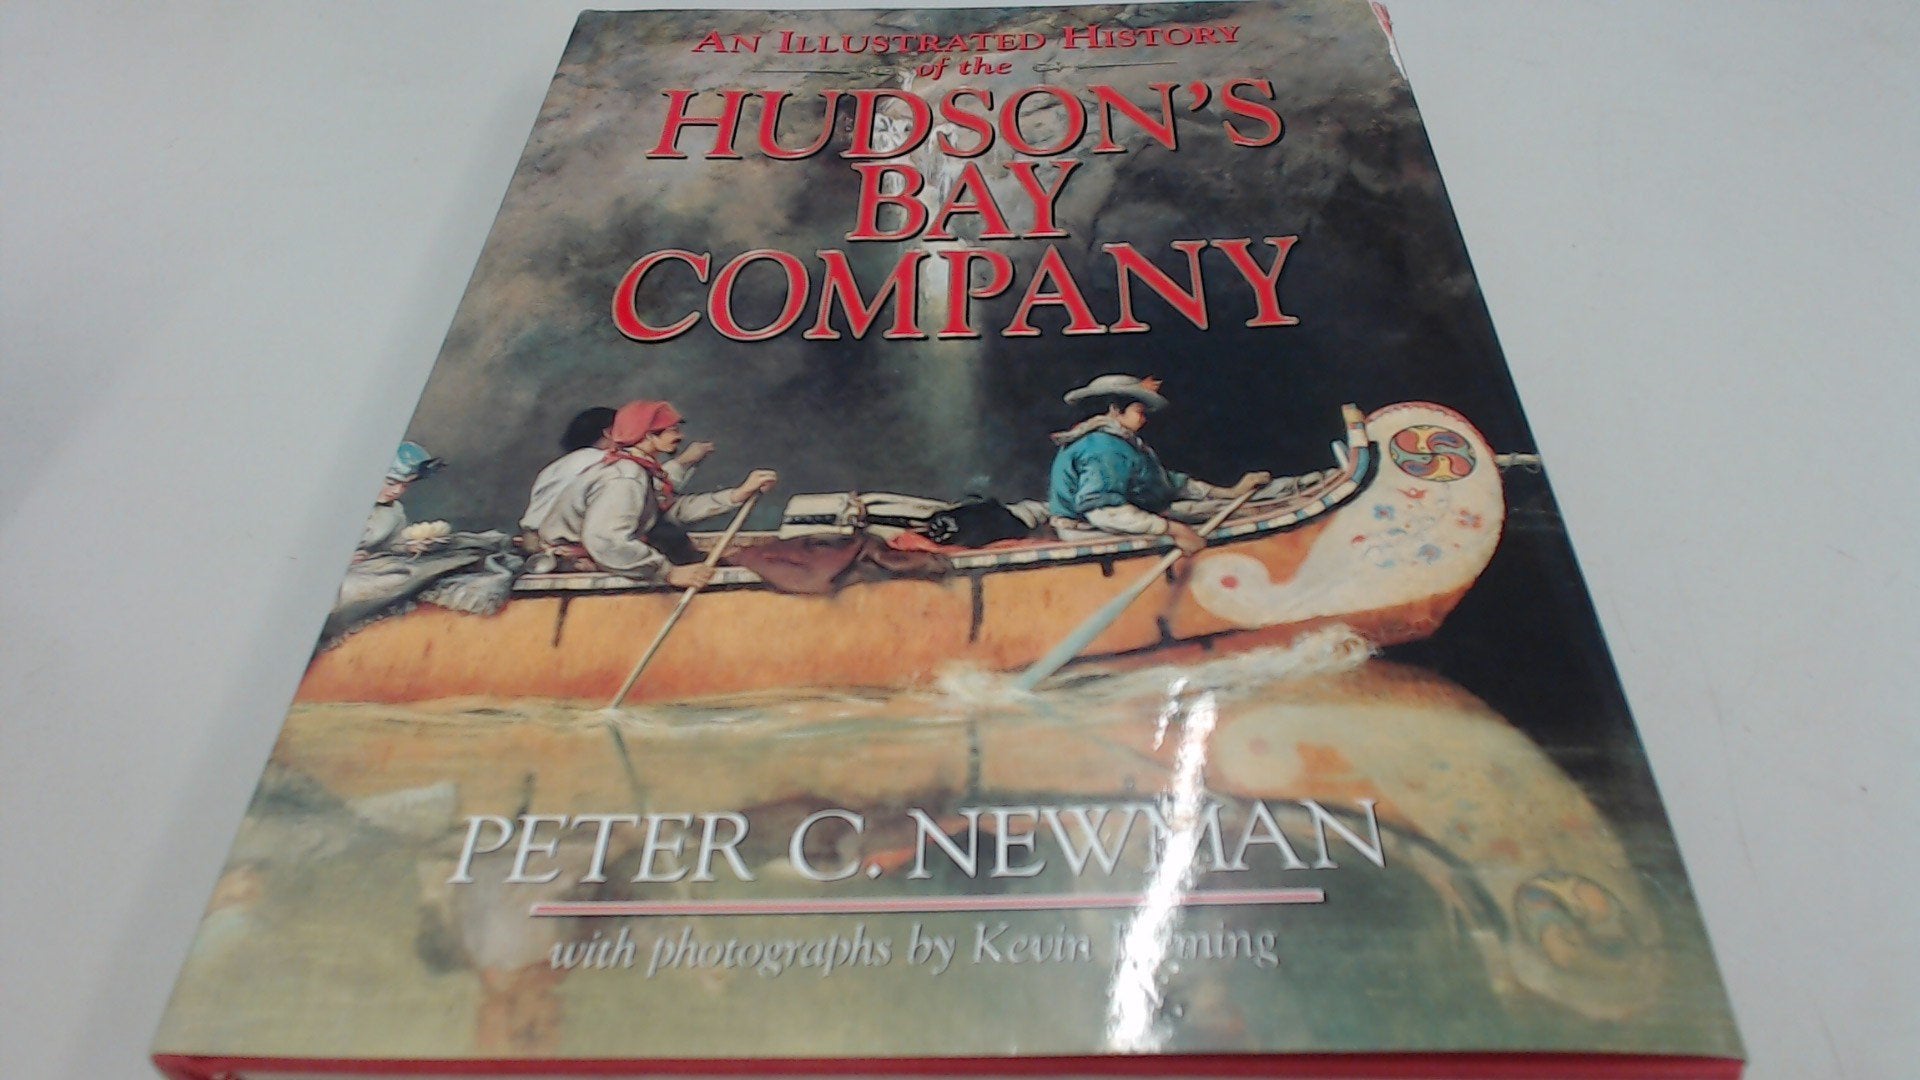 AN ILLUSTRATED HISTORY
of the
HUDSON'S
BAY
COMPANY
PETER C. NEWMAN
with photographs by Kevin